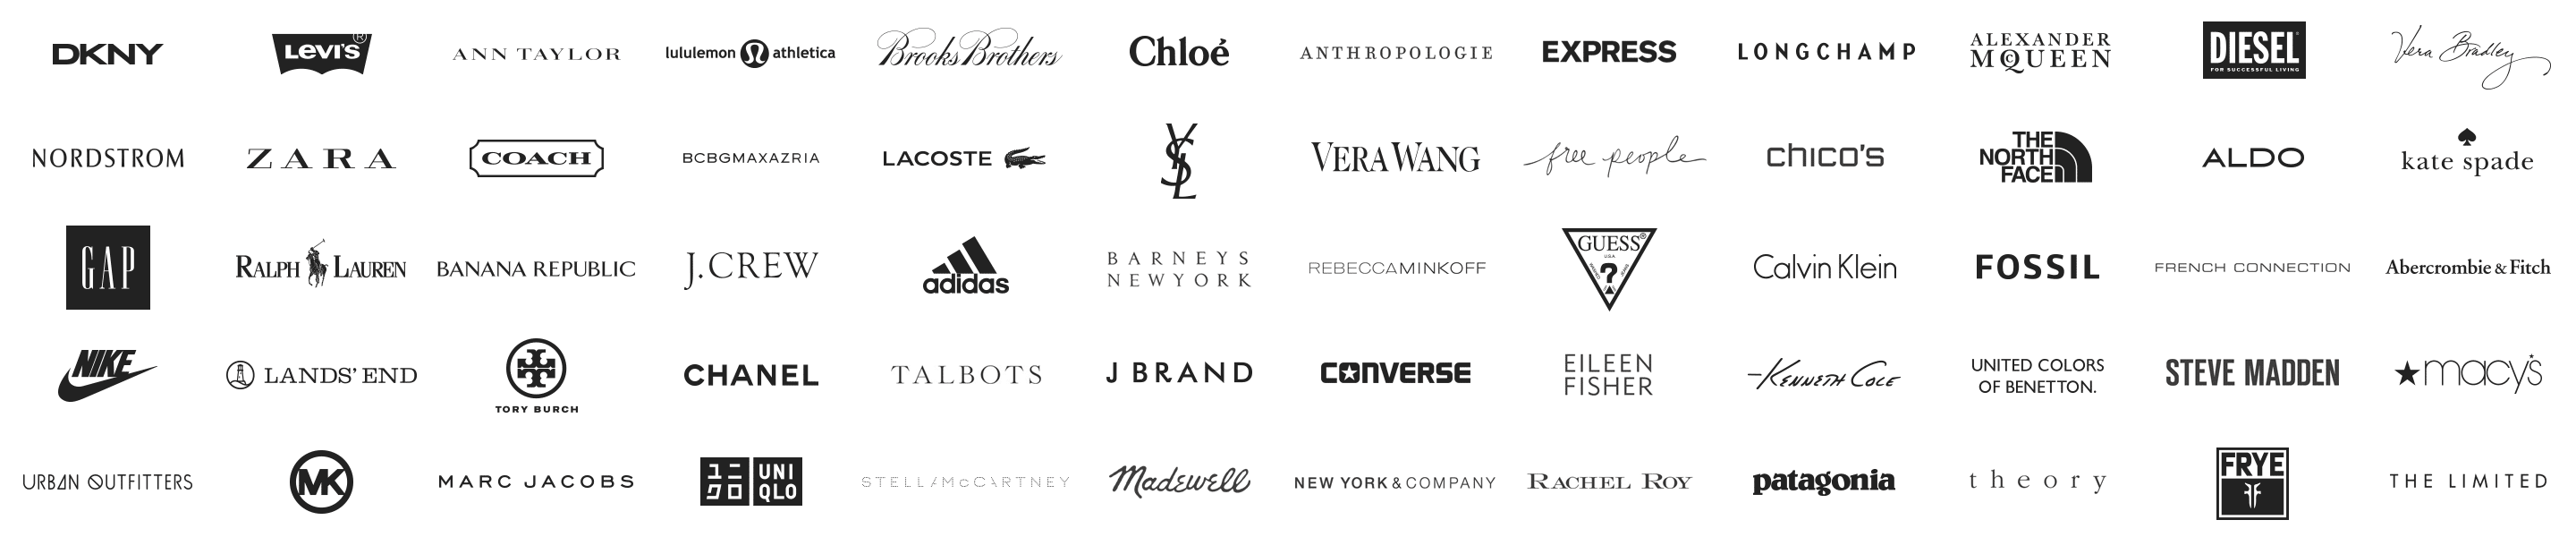 DKNY
Levi's®
ANN TAYLOR
lululemon athletica
Brooks Brothers
Chloé
ANTHROPOLOGIE
EXPRESS
LONGCHAMP
ALEXANDER
McQUEEN
DIESEL
FOR SUCCESSFUL LIVING
Vera Bradley
NORDSTROM
ZARA
COACH
BCBGMAXAZRIA
LACOSTE
YSL
VERA WANG
free people
chico's
THE
NORTH
FACE
ALDO
kate spade
GAP
RALPH LAUREN
BANANA REPUBLIC
J.CREW
adidas
BARNEYS
NEW YORK
REBECCAMINKOFF
GUESS®
U.S.A.
?
Calvin Klein
FOSSIL
FRENCH CONNECTION
Abercrombie & Fitch
NIKE
LANDS' END
TORY BURCH
CHANEL
TALBOTS
J BRAND
CONVERSE
EILEEN
FISHER
Kenneth Cole
UNITED COLORS
OF BENETTON.
STEVE MADDEN
macy's
URBAN OUTFITTERS
MK
MARC JACOBS
ユニ UNI
クロ QLO
STELLA McCARTNEY
Madewell
NEW YORK & COMPANY
RACHEL ROY
patagonia
theory
FRYE
THE LIMITED